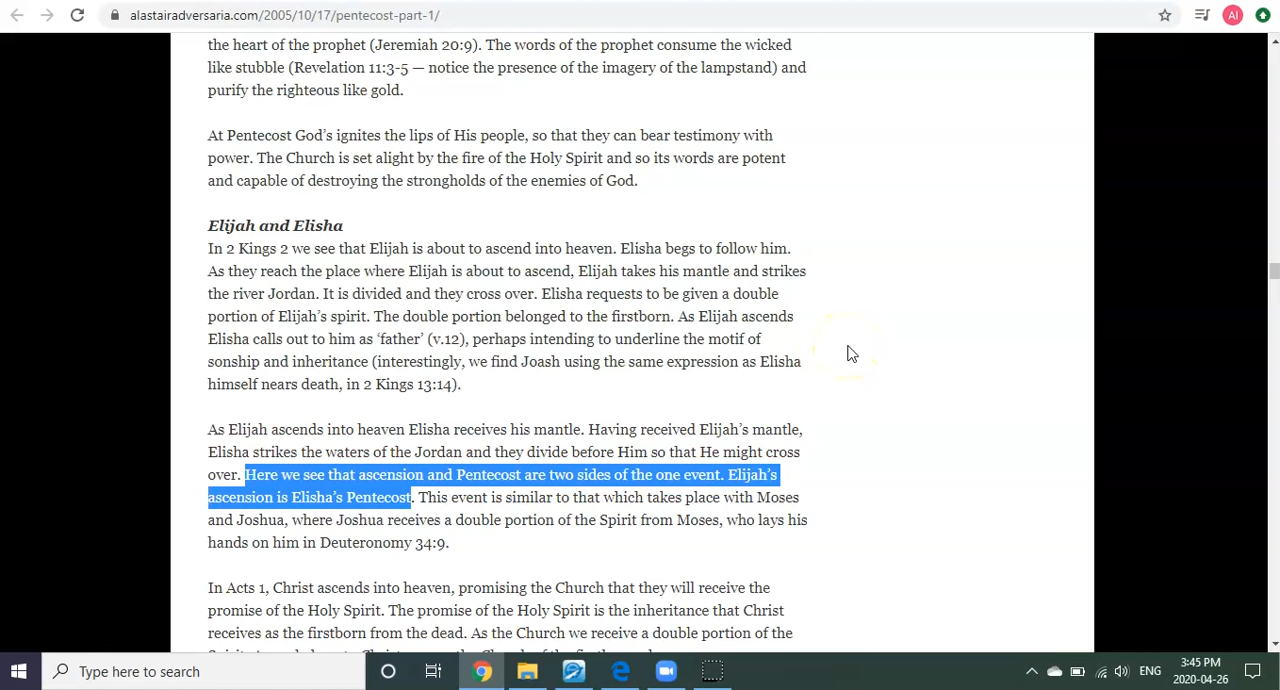 alastairadversaria.com/2005/10/17/pentecost-part-1/
AI
the heart of the prophet (Jeremiah 20:9). The words of the prophet consume the wicked
like stubble (Revelation 11:3-5 — notice the presence of the imagery of the lampstand) and
purify the righteous like gold.
At Pentecost God’s ignites the lips of His people, so that they can bear testimony with
power. The Church is set alight by the fire of the Holy Spirit and so its words are potent
and capable of destroying the strongholds of the enemies of God.
Elijah and Elisha
In 2 Kings 2 we see that Elijah is about to ascend into heaven. Elisha begs to follow him.
As they reach the place where Elijah is about to ascend, Elijah takes his mantle and strikes
the river Jordan. It is divided and they cross over. Elisha requests to be given a double
portion of Elijah’s spirit. The double portion belonged to the firstborn. As Elijah ascends
Elisha calls out to him as ‘father’ (v.12), perhaps intending to underline the motif of
sonship and inheritance (interestingly, we find Joash using the same expression as Elisha
himself nears death, in 2 Kings 13:14).
As Elijah ascends into heaven Elisha receives his mantle. Having received Elijah’s mantle,
Elisha strikes the waters of the Jordan and they divide before Him so that He might cross
over. Here we see that ascension and Pentecost are two sides of the one event. Elijah’s
ascension is Elisha’s Pentecost. This event is similar to that which takes place with Moses
and Joshua, where Joshua receives a double portion of the Spirit from Moses, who lays his
hands on him in Deuteronomy 34:9.
In Acts 1, Christ ascends into heaven, promising the Church that they will receive the
promise of the Holy Spirit. The promise of the Holy Spirit is the inheritance that Christ
receives as the firstborn from the dead. As the Church we receive a double portion of the
Type here to search
ENG
3:45 PM
2020-04-26